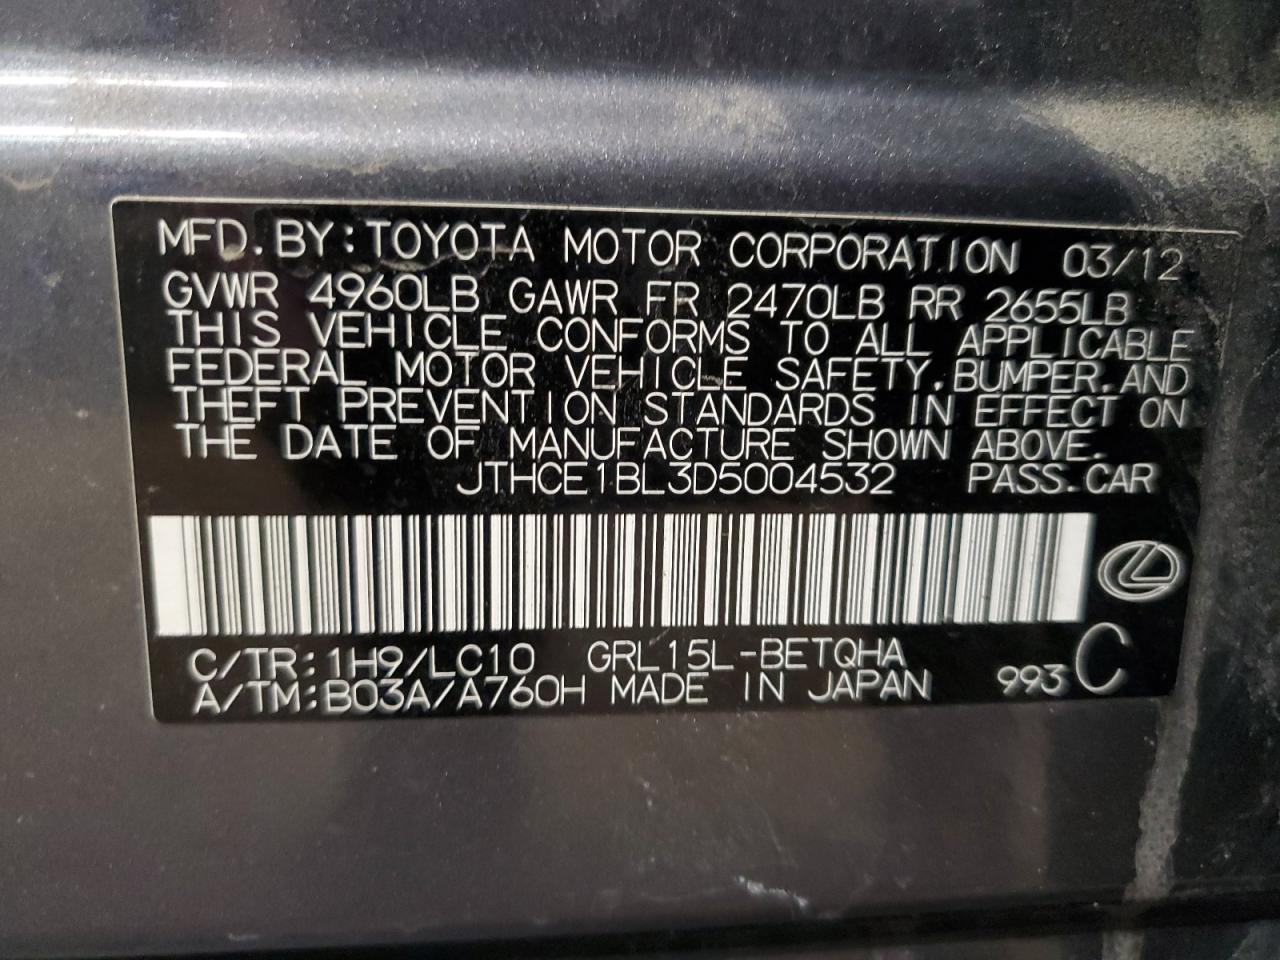 MFD. BY: TOYOTA MOTOR CORPORATION 03/12
GVWR 4960LB GAWR FR 2470LB RR 2655LB
THIS VEHICLE CONFORMS TO ALL APPLICABLE
FEDERAL MOTOR VEHICLE SAFETY, BUMPER, AND
THEFT PREVENTION STANDARDS IN EFFECT ON
THE DATE OF MANUFACTURE SHOWN ABOVE.
JTHCE1BL3D5004532 PASS. CAR
C/TR: 1H9/LC10 GRL15L-BETQHA
A/TM: B03A/A760H MADE IN JAPAN 993 C